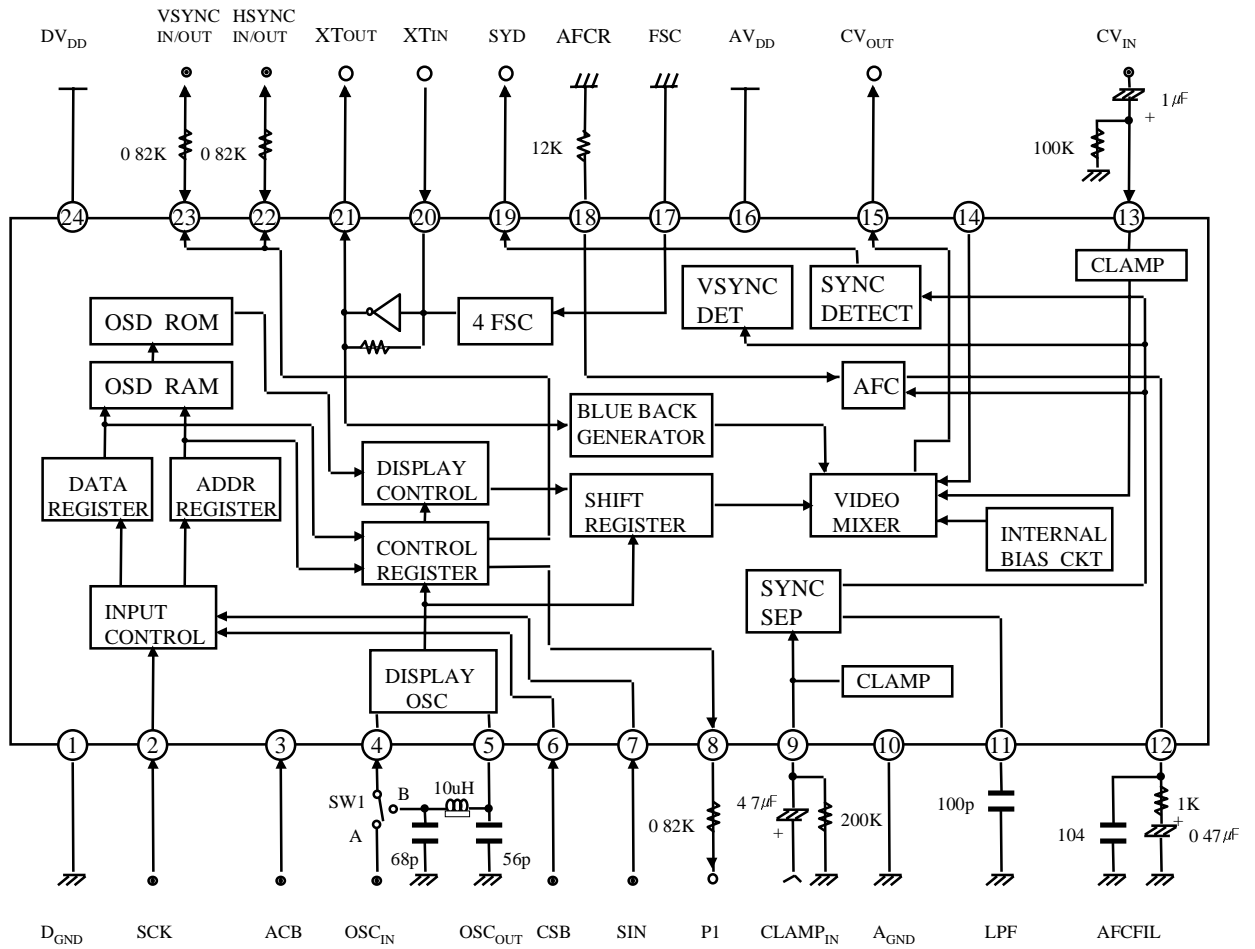 DV_DD
VSYNC IN/OUT
HSYNC IN/OUT
XTOUT
XTIN
SYD
AFCR
FSC
AV_DD
CV_OUT
CV_IN
1㎌
+
0 82K
0 82K
12K
100K
24
23
22
21
20
19
18
17
16
15
14
13
CLAMP
VSYNC DET
SYNC DETECT
OSD ROM
4 FSC
OSD RAM
AFC
BLUE BACK GENERATOR
DATA REGISTER
ADDR REGISTER
DISPLAY CONTROL
SHIFT REGISTER
VIDEO MIXER
CONTROL REGISTER
INTERNAL BIAS CKT
INPUT CONTROL
SYNC SEP
DISPLAY OSC
CLAMP
1
2
3
4
5
6
7
8
9
10
11
12
SW1
B
10uH
A
68p
56p
0 82K
4 7㎌
+
200K
100p
104
1K
+
0 47㎌
D_GND
SCK
ACB
OSC_IN
OSC_OUT
CSB
SIN
P1
CLAMP_IN
A_GND
LPF
AFCFIL